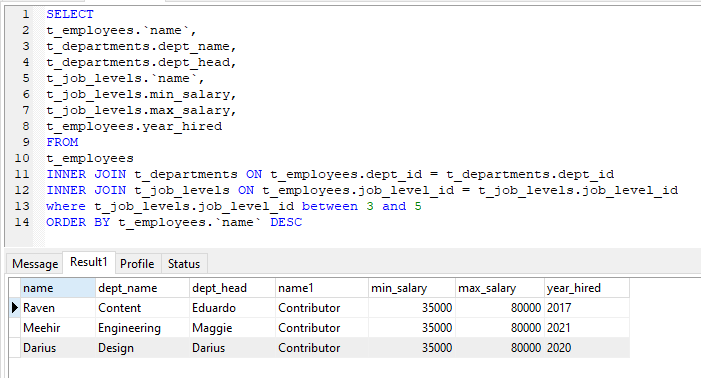 1 SELECT
2 t_employees.`name`,
3 t_departments.dept_name,
4 t_departments.dept_head,
5 t_job_levels.`name`,
6 t_job_levels.min_salary,
7 t_job_levels.max_salary,
8 t_employees.year_hired
9 FROM
10 t_employees
11 INNER JOIN t_departments ON t_employees.dept_id = t_departments.dept_id
12 INNER JOIN t_job_levels ON t_employees.job_level_id = t_job_levels.job_level_id
13 where t_job_levels.job_level_id between 3 and 5
14 ORDER BY t_employees.`name` DESC
Message Result1 Profile Status
name dept_name dept_head name1 min_salary max_salary year_hired
Raven Content Eduardo Contributor 35000 80000 2017
Meehir Engineering Maggie Contributor 35000 80000 2021
Darius Design Darius Contributor 35000 80000 2020